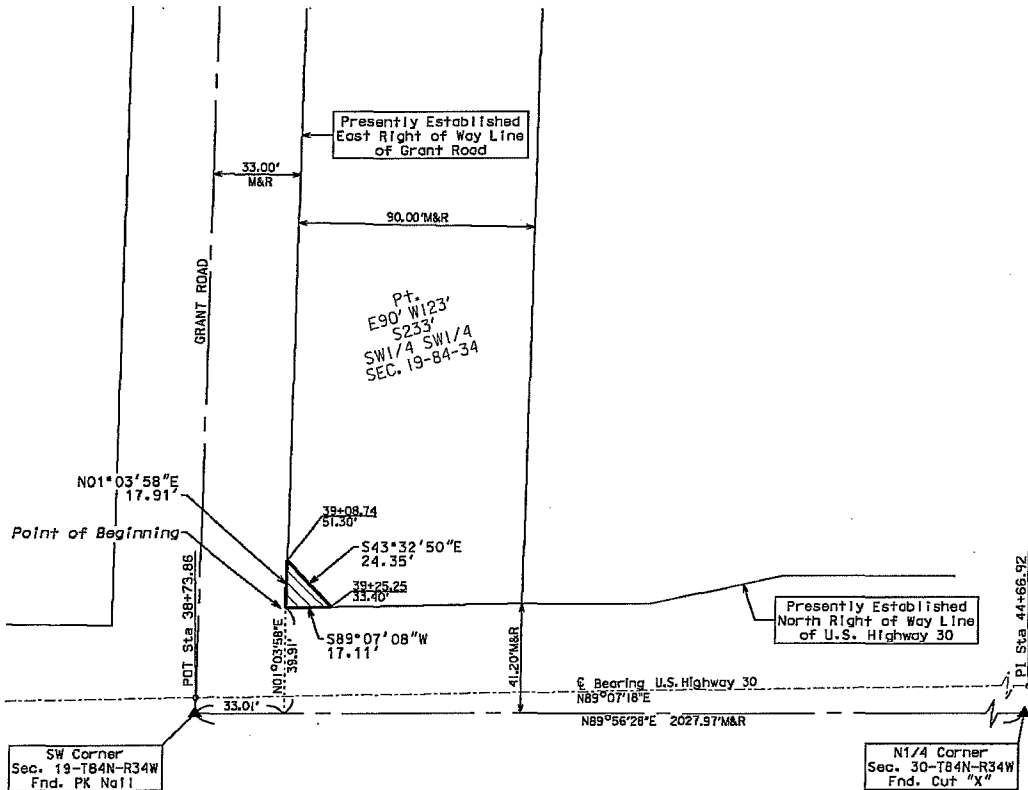 Presently Established
East Right of Way Line
of Grant Road
33.00'
M&R
90.00'M&R
GRANT ROAD
Pt.
E90' W123'
S233'
SW1/4 SW1/4
SEC. 19-84-34
N01°03'58"E
17.91'
39+08.74
51.30'
Point of Beginning
S43°32'50"E
24.35'
39+25.25
33.40'
POT Sta 38+73.86
S89°07'08"W
17.11'
N01°03'58"E
39.91'
41.20'M&R
Presently Established
North Right of Way Line
of U.S. Highway 30
PI Sta 44+66.92
℄ Bearing U.S. Highway 30
N89°07'18"E
33.01'
N89°56'28"E 2027.97'M&R
SW Corner
Sec. 19-T84N-R34W
Fnd. PK Nail
N1/4 Corner
Sec. 30-T84N-R34W
Fnd. Cut "X"